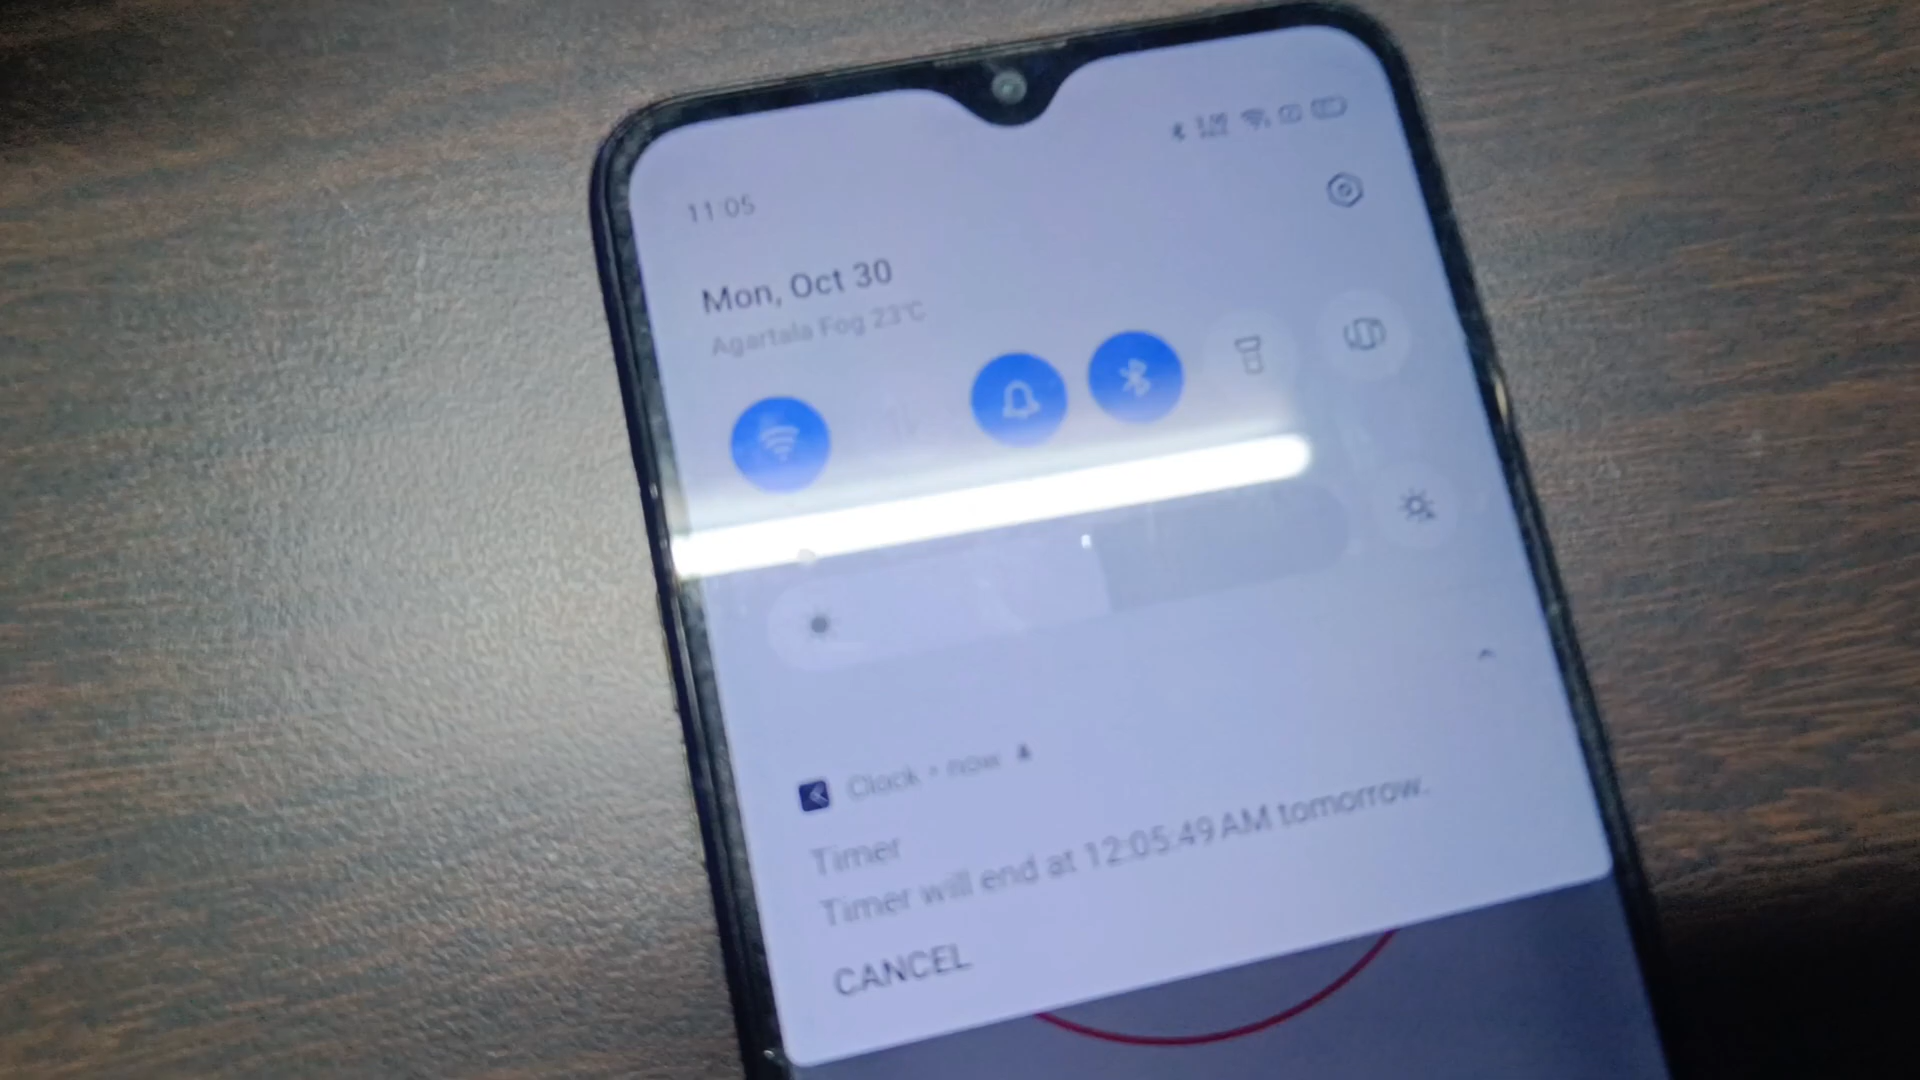 11:05
Mon, Oct 30
Agartala Fog 23°C
Clock • now
Timer
Timer will end at 12:05:49 AM tomorrow.
CANCEL